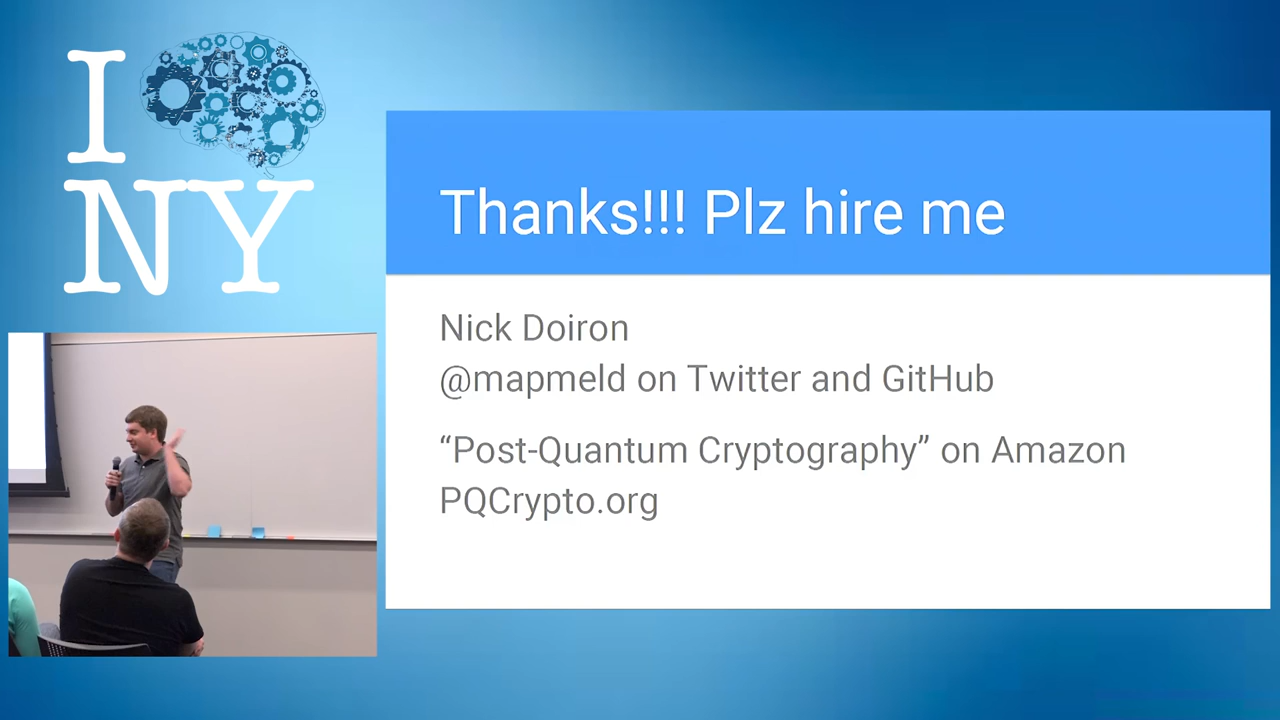 I
NY
Thanks!!! Plz hire me
Nick Doiron
@mapmeld on Twitter and GitHub
“Post-Quantum Cryptography” on Amazon
PQCrypto.org